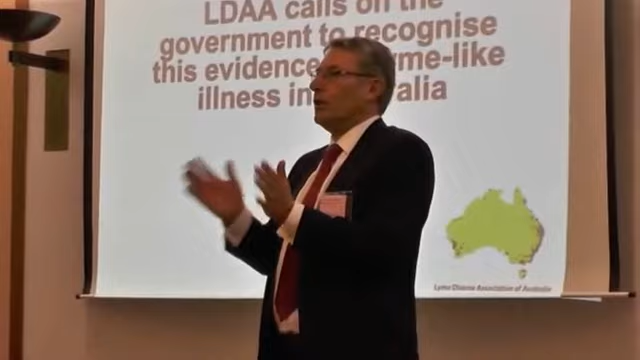 LDAA calls on the
government to recognise
this evidence
illness in
Lyme Disease Association of Australia